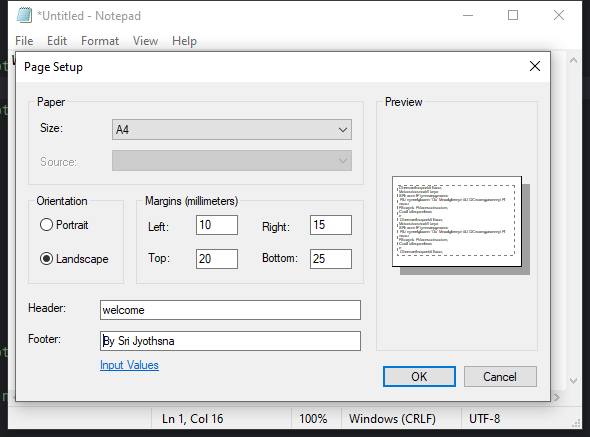 *Untitled - Notepad
File Edit Format View Help
Page Setup
Paper
Size: A4
Source:
Orientation
Portrait
Landscape
Margins (millimeters)
Left: 10 Right: 15
Top: 20 Bottom: 25
Preview
Header: welcome
Footer: By Sri Jyothsna
Input Values
OK Cancel
Ln 1, Col 16 100% Windows (CRLF) UTF-8